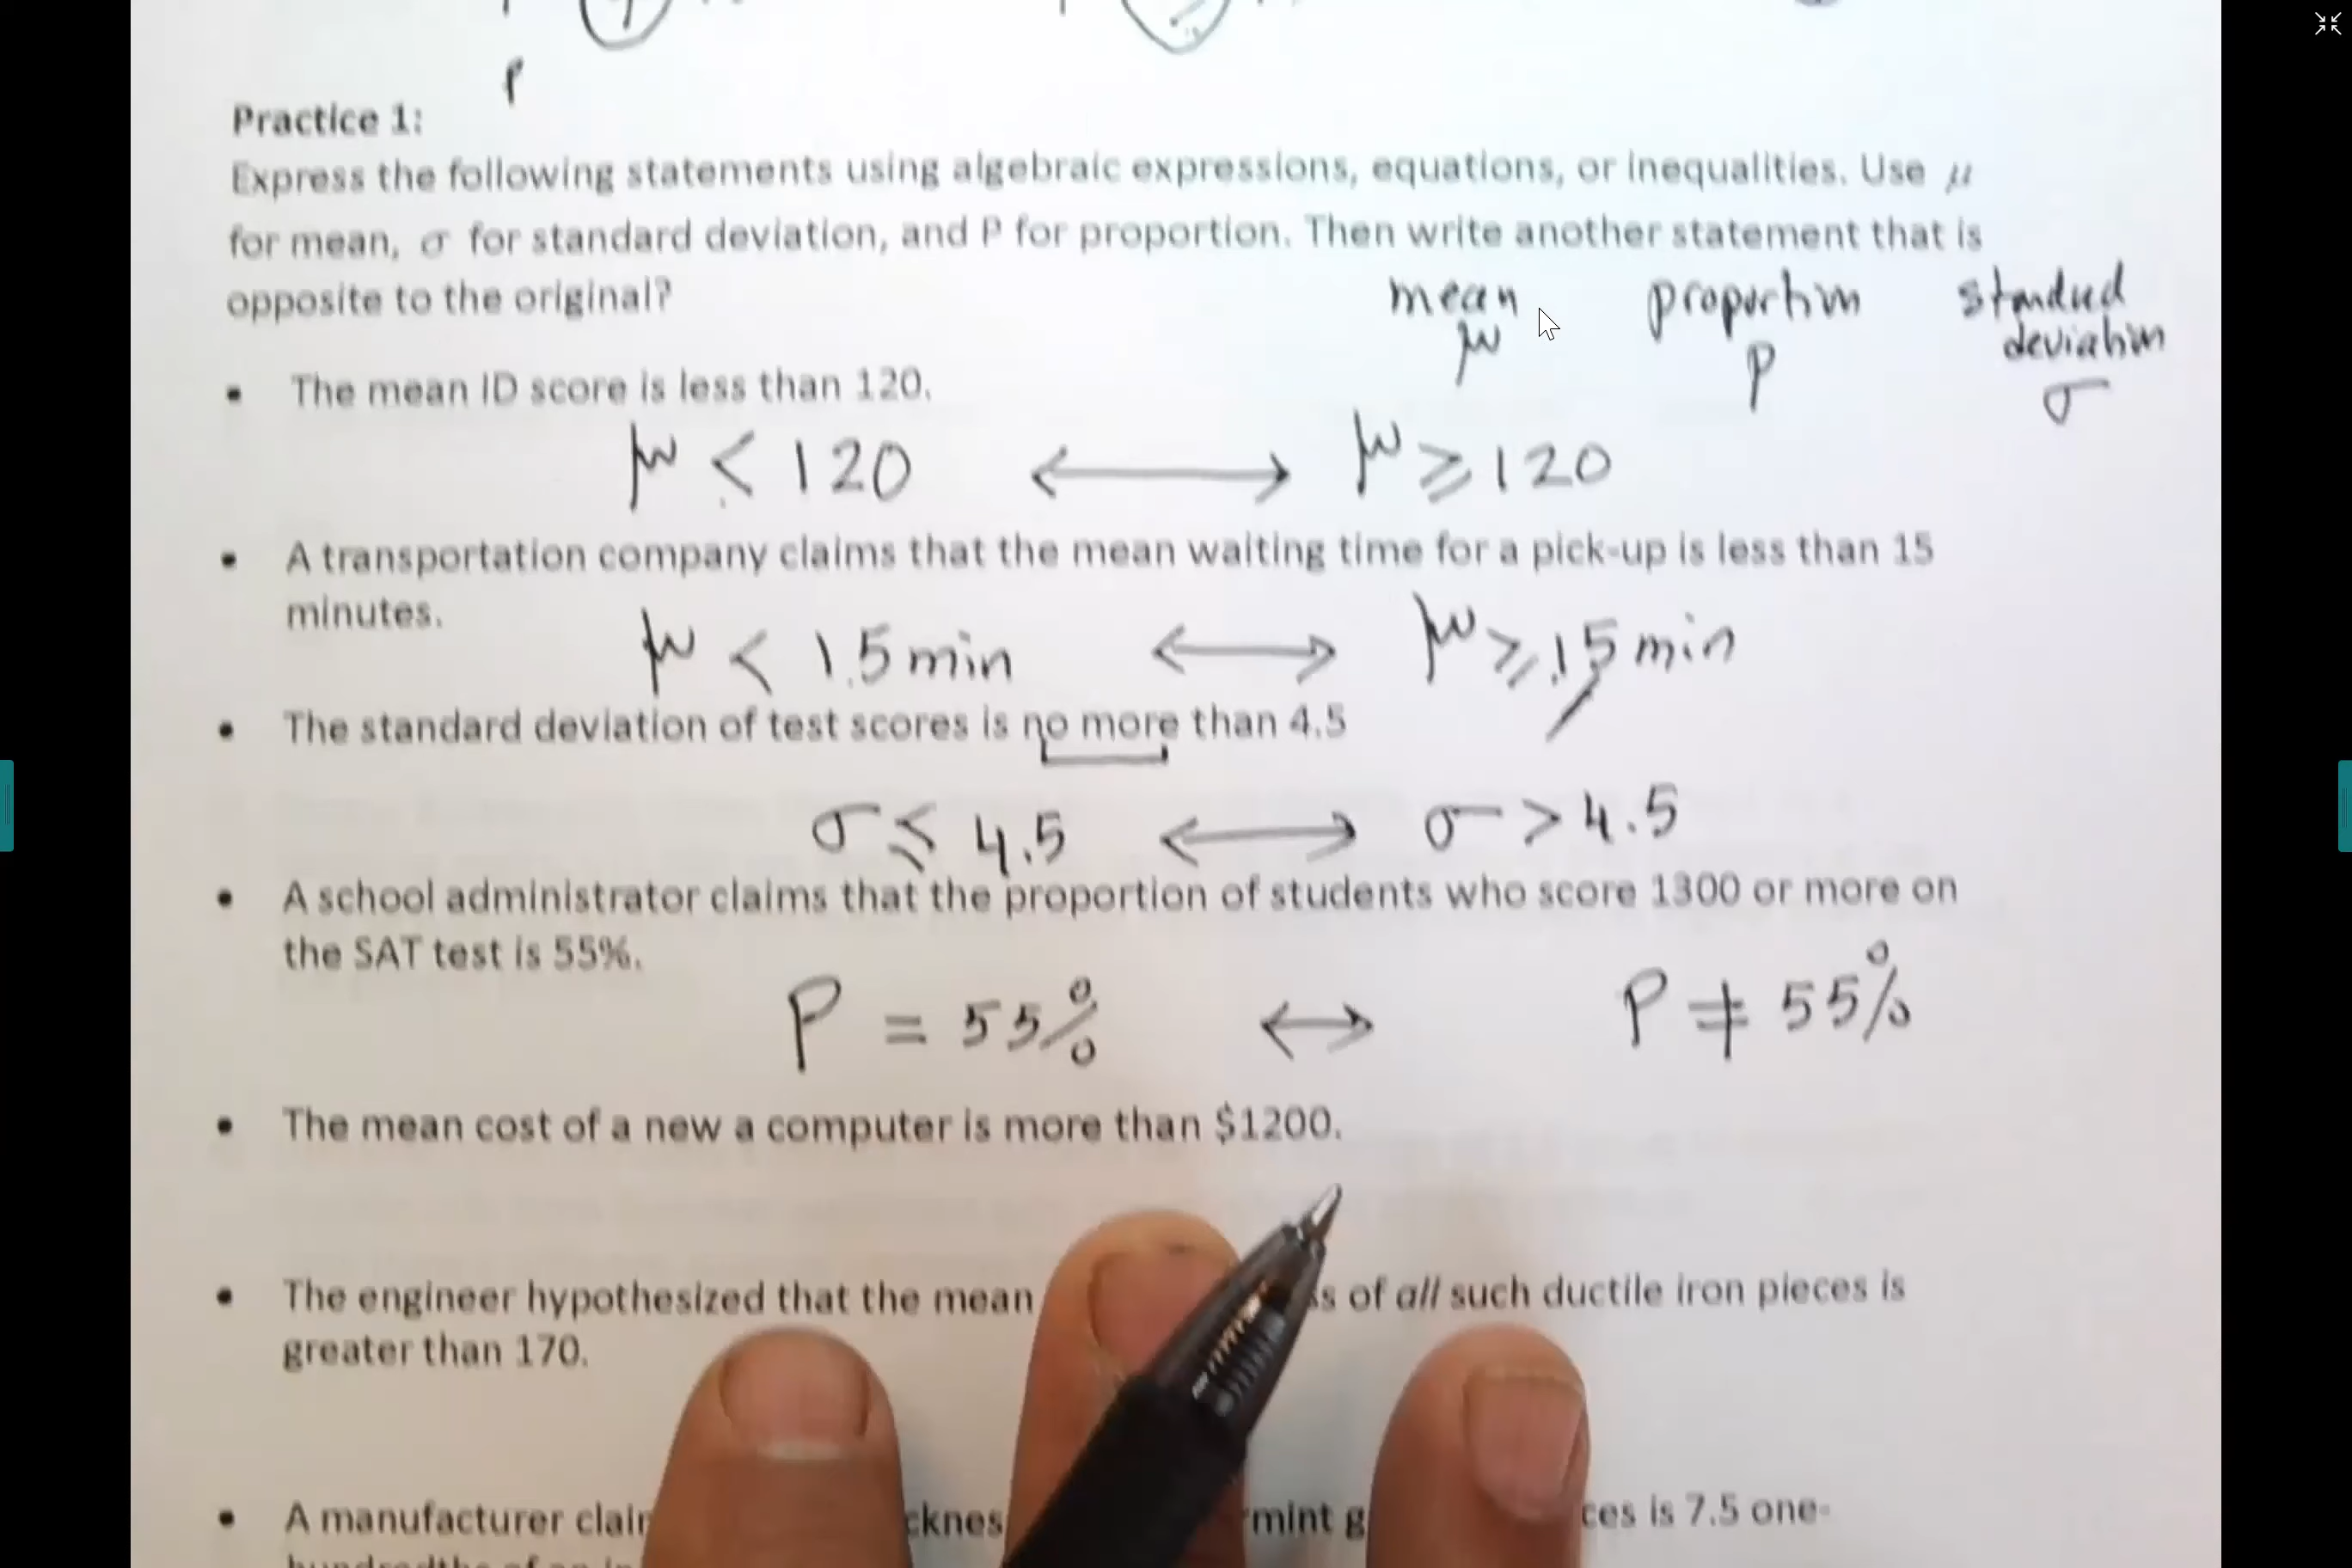 P
Practice 1:
Express the following statements using algebraic expressions, equations, or inequalities. Use μ
for mean, σ for standard deviation, and P for proportion. Then write another statement that is
opposite to the original?
mean proportion standard
deviation
μ P σ
• The mean ID score is less than 120.
μ < 120 ⟷ μ ≥ 120
• A transportation company claims that the mean waiting time for a pick-up is less than 15
minutes.
μ < 15 min ⟷ μ ≥ 15 min
• The standard deviation of test scores is no more than 4.5
σ ≤ 4.5 ⟷ σ > 4.5
• A school administrator claims that the proportion of students who score 1300 or more on
the SAT test is 55%.
P = 55% ↔ P ≠ 55%
• The mean cost of a new a computer is more than $1200.
• The engineer hypothesized that the mean of all such ductile iron pieces is
greater than 170.
• A manufacturer is 7.5 one-